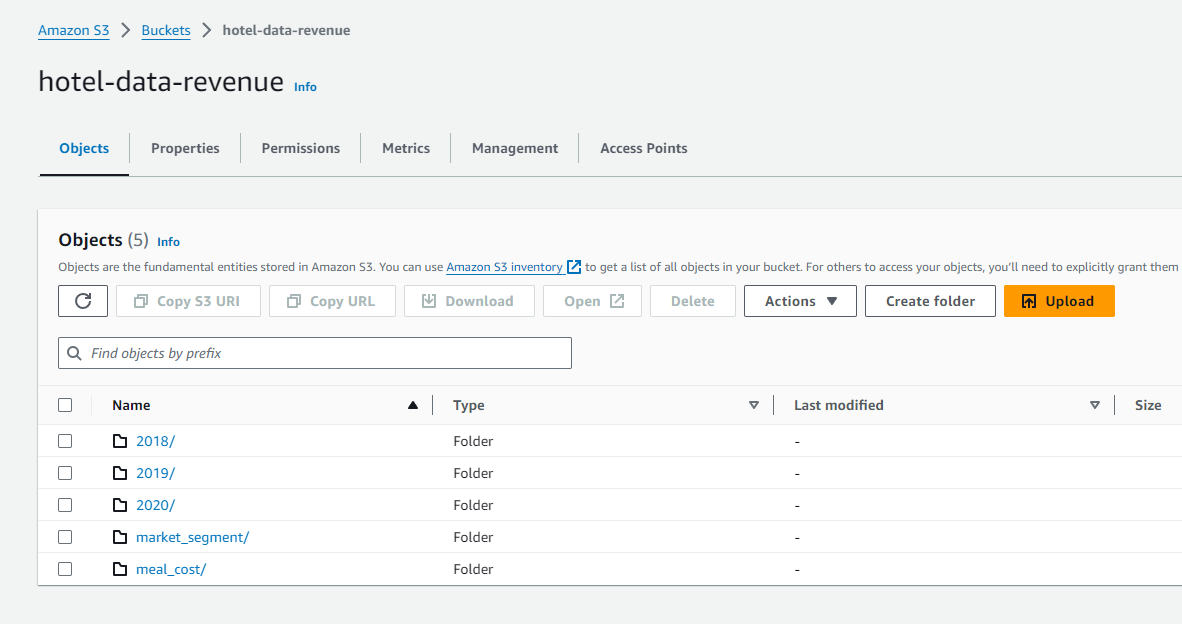 Amazon S3 > Buckets > hotel-data-revenue
hotel-data-revenue Info
Objects Properties Permissions Metrics Management Access Points
Objects (5) Info
Objects are the fundamental entities stored in Amazon S3. You can use Amazon S3 inventory to get a list of all objects in your bucket. For others to access your objects, you'll need to explicitly grant them
Copy S3 URI Copy URL Download Open Delete Actions Create folder Upload
Find objects by prefix
Name Type Last modified Size
2018/ Folder -
2019/ Folder -
2020/ Folder -
market_segment/ Folder -
meal_cost/ Folder -